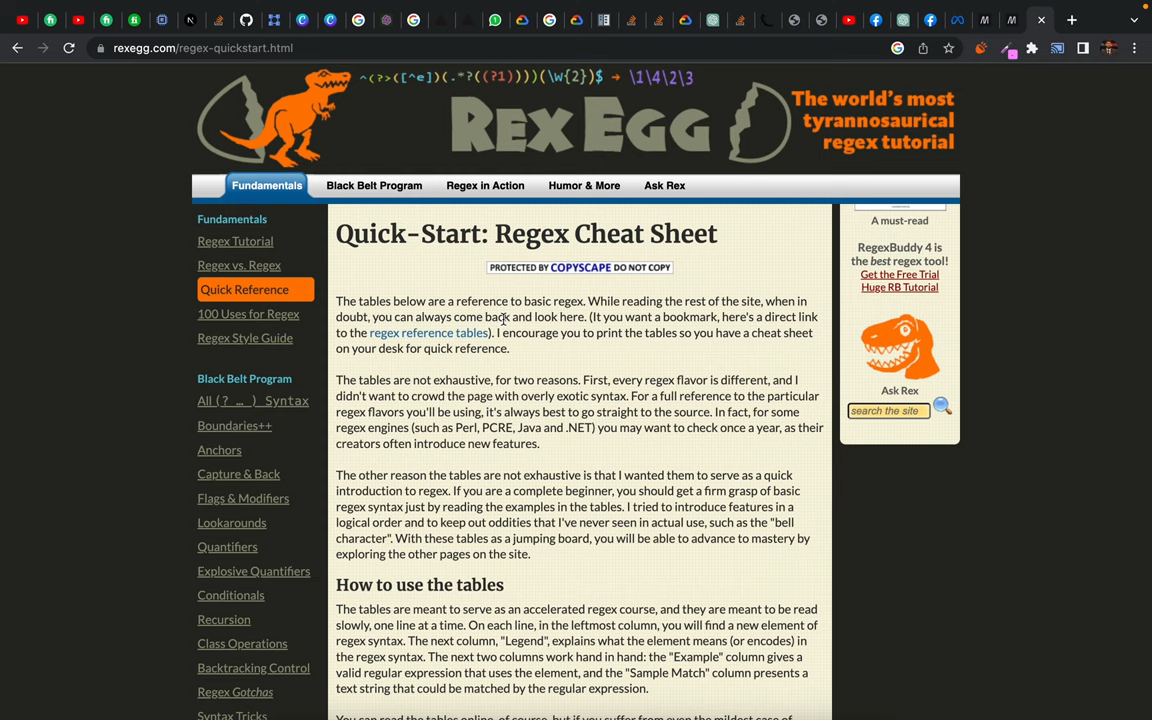 rexegg.com/regex-quickstart.html
^(?>([^e])(.*?((?1))))(\w{2})$ → \1\4\2\3
REX EGG
The world's most
tyrannosaurical
regex tutorial
Fundamentals
Black Belt Program
Regex in Action
Humor & More
Ask Rex
Fundamentals
Regex Tutorial
Regex vs. Regex
Quick Reference
100 Uses for Regex
Regex Style Guide
Black Belt Program
All (? … ) Syntax
Boundaries++
Anchors
Capture & Back
Flags & Modifiers
Lookarounds
Quantifiers
Explosive Quantifiers
Conditionals
Recursion
Class Operations
Backtracking Control
Regex Gotchas
Syntax Tricks
Quick-Start: Regex Cheat Sheet
PROTECTED BY COPYSCAPE DO NOT COPY
The tables below are a reference to basic regex. While reading the rest of the site, when in
doubt, you can always come back and look here. (It you want a bookmark, here's a direct link
to the regex reference tables). I encourage you to print the tables so you have a cheat sheet
on your desk for quick reference.
The tables are not exhaustive, for two reasons. First, every regex flavor is different, and I
didn't want to crowd the page with overly exotic syntax. For a full reference to the particular
regex flavors you'll be using, it's always best to go straight to the source. In fact, for some
regex engines (such as Perl, PCRE, Java and .NET) you may want to check once a year, as their
creators often introduce new features.
The other reason the tables are not exhaustive is that I wanted them to serve as a quick
introduction to regex. If you are a complete beginner, you should get a firm grasp of basic
regex syntax just by reading the examples in the tables. I tried to introduce features in a
logical order and to keep out oddities that I've never seen in actual use, such as the "bell
character". With these tables as a jumping board, you will be able to advance to mastery by
exploring the other pages on the site.
How to use the tables
The tables are meant to serve as an accelerated regex course, and they are meant to be read
slowly, one line at a time. On each line, in the leftmost column, you will find a new element of
regex syntax. The next column, "Legend", explains what the element means (or encodes) in
the regex syntax. The next two columns work hand in hand: the "Example" column gives a
valid regular expression that uses the element, and the "Sample Match" column presents a
text string that could be matched by the regular expression.
You can read the tables online, of course, but if you suffer from even the mildest case of
A must-read
RegexBuddy 4 is
the best regex tool!
Get the Free Trial
Huge RB Tutorial
Ask Rex
search the site